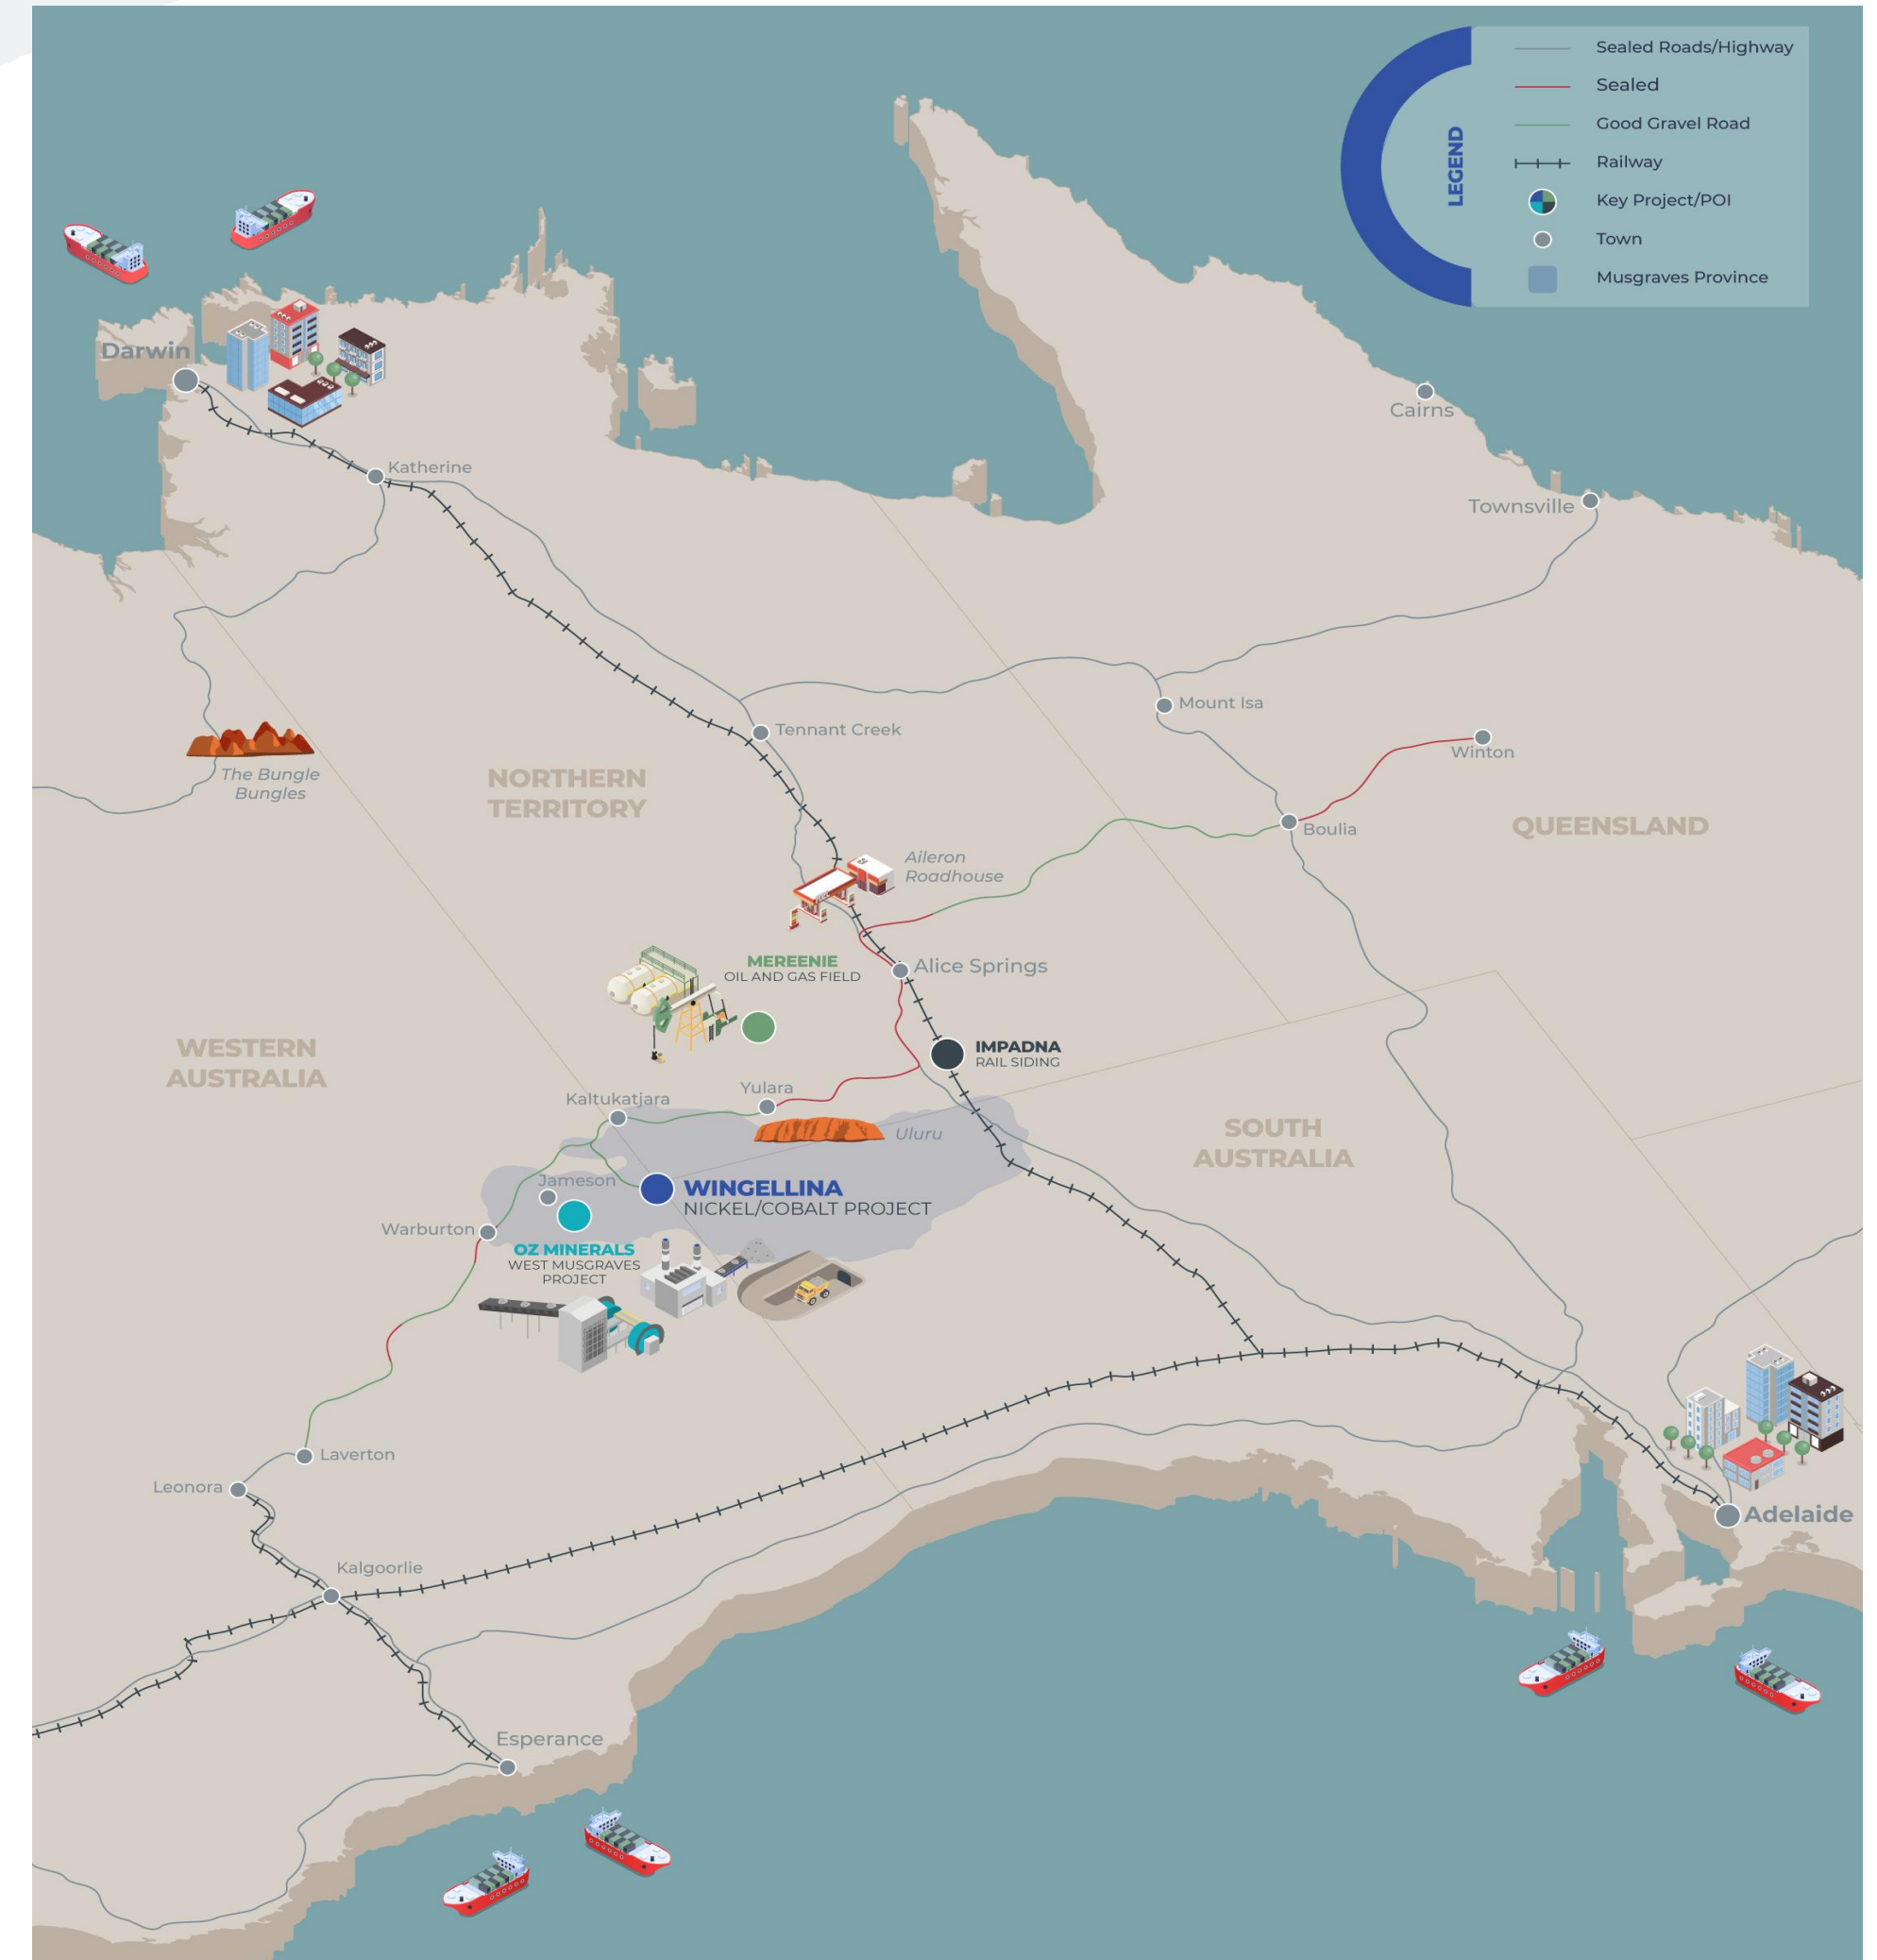 LEGEND
Sealed Roads/Highway
Sealed
Good Gravel Road
Railway
Key Project/POI
Town
Musgraves Province
Darwin
Katherine
Cairns
Townsville
Mount Isa
Tennant Creek
Winton
The Bungle
Bungles
NORTHERN
TERRITORY
QUEENSLAND
Boulia
Aileron
Roadhouse
MEREENIE
OIL AND GAS FIELD
Alice Springs
WESTERN
AUSTRALIA
IMPADNA
RAIL SIDING
Yulara
Kaltukatjara
Uluru
SOUTH
AUSTRALIA
Jameson
WINGELLINA
NICKEL/COBALT PROJECT
Warburton
OZ MINERALS
WEST MUSGRAVES
PROJECT
Laverton
Leonora
Adelaide
Kalgoorlie
Esperance